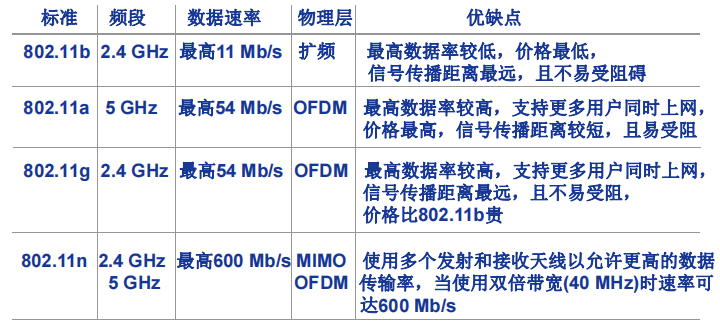 标准 频段 数据速率 物理层 优缺点
802.11b 2.4 GHz 最高11 Mb/s 扩频 最高数据率较低，价格最低，
信号传播距离最远，且不易受阻碍
802.11a 5 GHz 最高54 Mb/s OFDM 最高数据率较高，支持更多用户同时上网，
价格最高，信号传播距离较短，且易受阻
802.11g 2.4 GHz 最高54 Mb/s OFDM 最高数据率较高，支持更多用户同时上网，
信号传播距离最远，且不易受阻，
价格比802.11b贵
802.11n 2.4 GHz 最高600 Mb/s MIMO 使用多个发射和接收天线以允许更高的数据
5 GHz OFDM 传输率，当使用双倍带宽(40 MHz)时速率可
达600 Mb/s